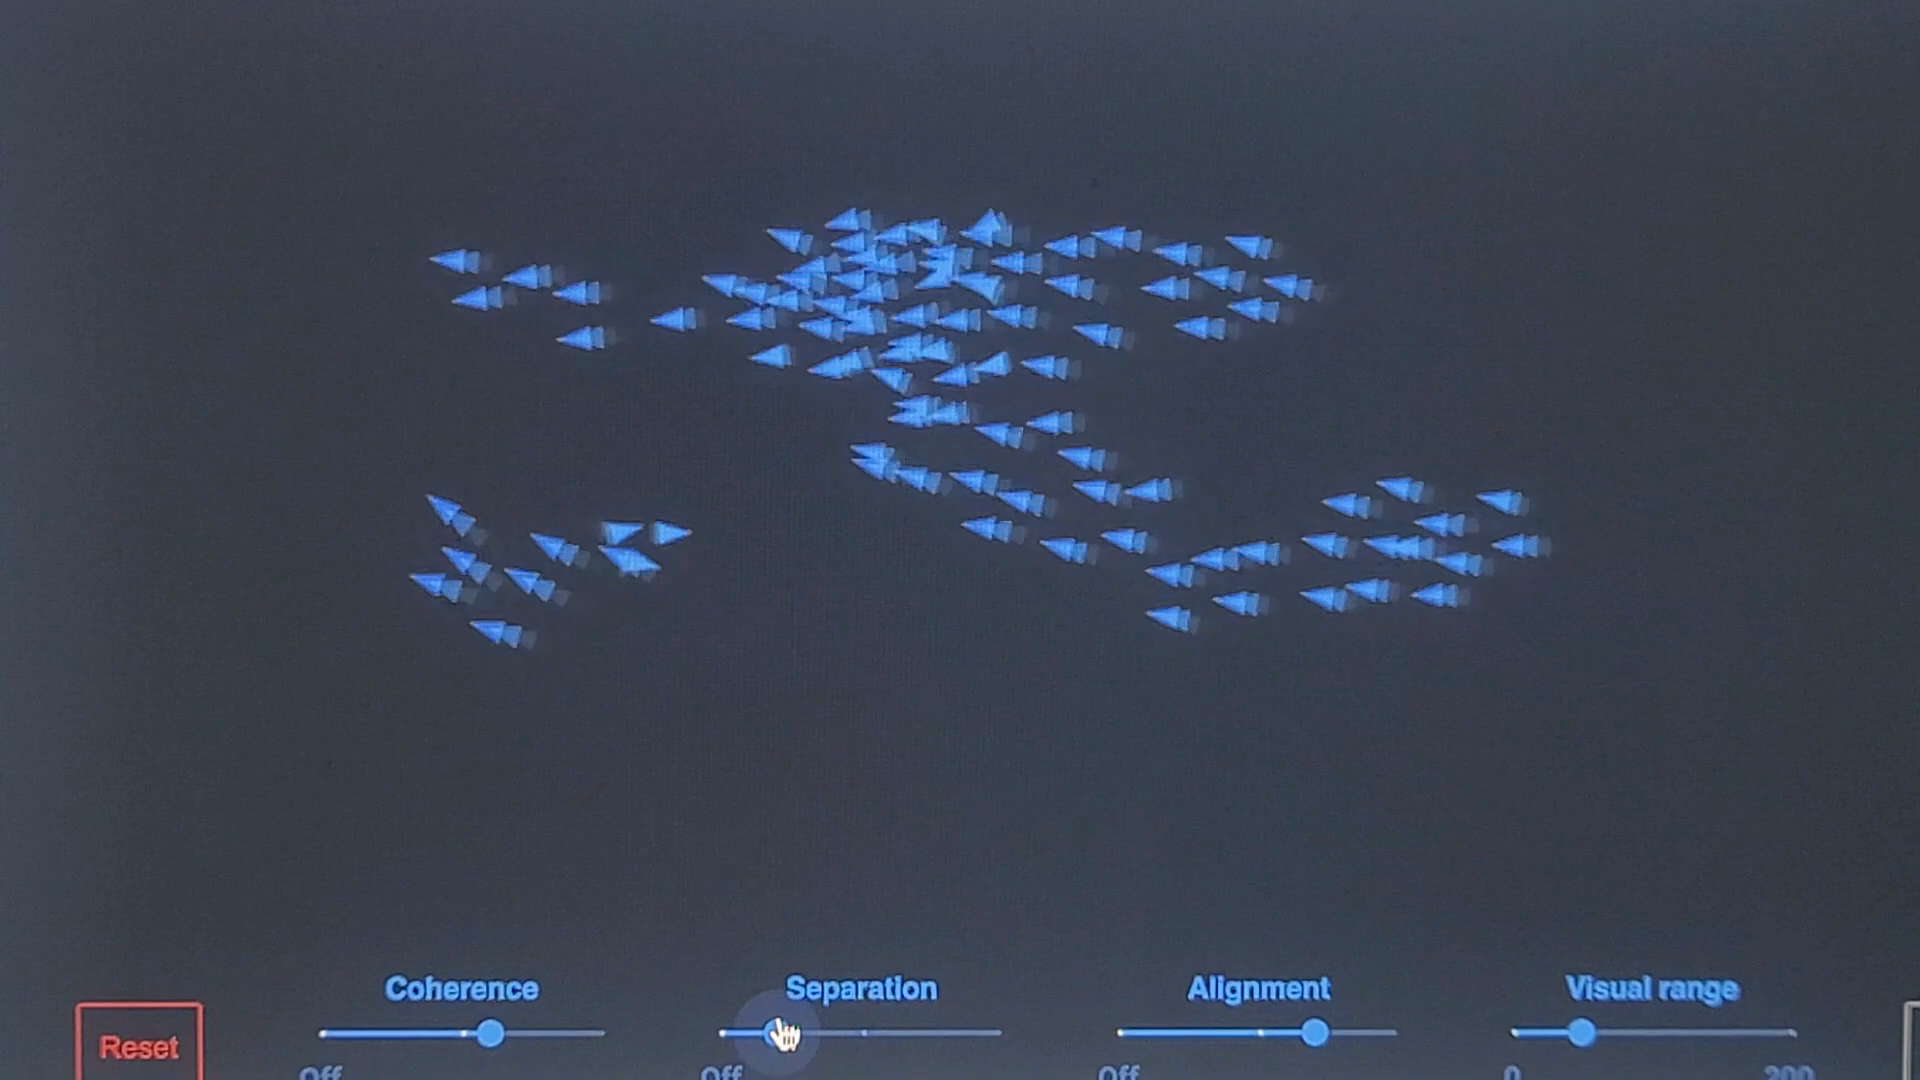 Coherence
Separation
Alignment
Visual range
Reset
Off
Off
Off
0
200